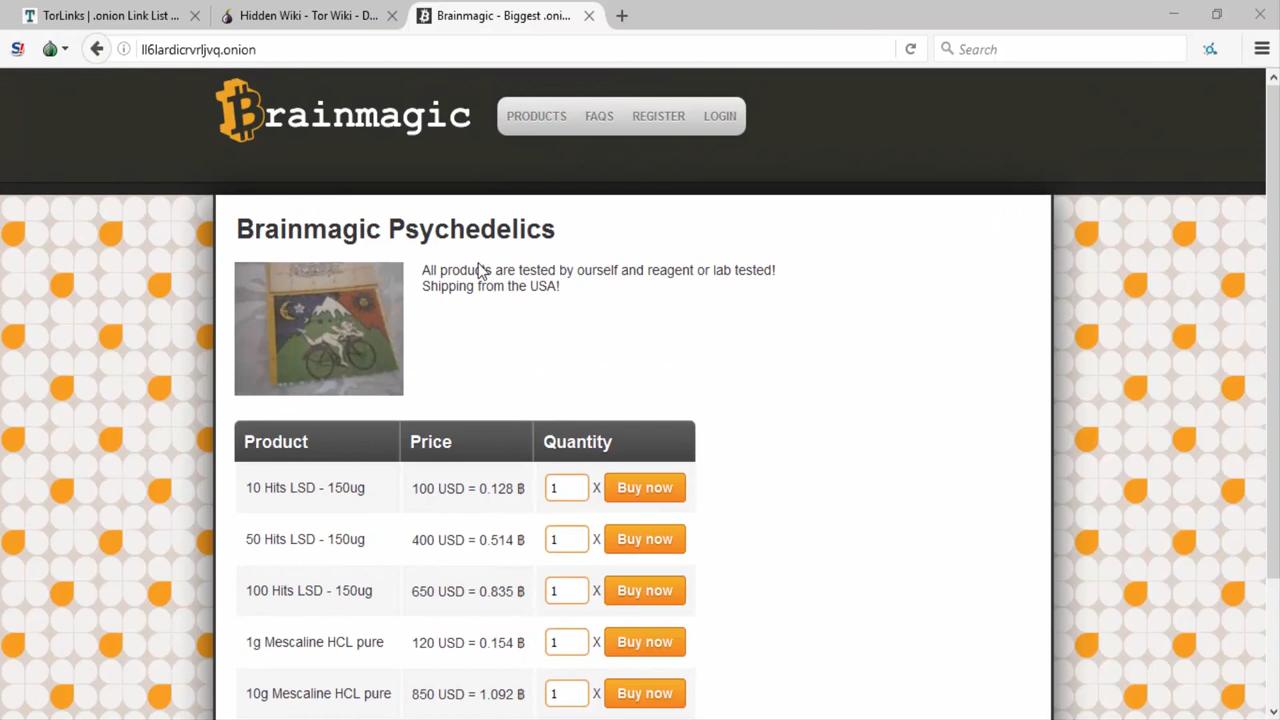 TorLinks | .onion Link List ...
Hidden Wiki - Tor Wiki - D...
Brainmagic - Biggest .oni...
ll6lardicrvrljvq.onion
Search
Brainmagic
PRODUCTS FAQS REGISTER LOGIN
Brainmagic Psychedelics
All products are tested by ourself and reagent or lab tested!
Shipping from the USA!
Product Price Quantity
10 Hits LSD - 150ug 100 USD = 0.128 ฿ 1 X Buy now
50 Hits LSD - 150ug 400 USD = 0.514 ฿ 1 X Buy now
100 Hits LSD - 150ug 650 USD = 0.835 ฿ 1 X Buy now
1g Mescaline HCL pure 120 USD = 0.154 ฿ 1 X Buy now
10g Mescaline HCL pure 850 USD = 1.092 ฿ 1 X Buy now